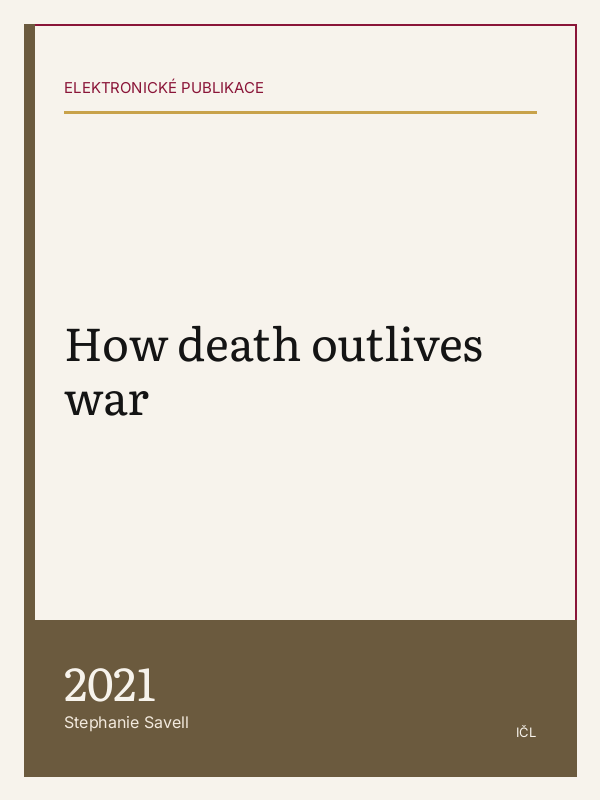 ELEKTRONICKÉ PUBLIKACE
How death outlives
war
2021
Stephanie Savell
IČL